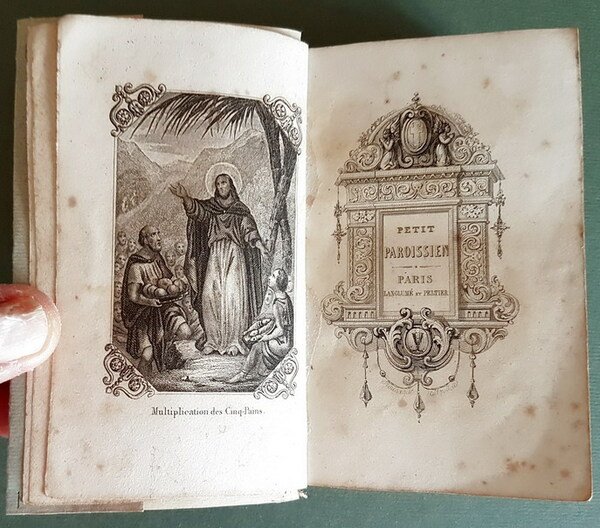 Multiplication des Cinq-Pains.
PETIT
PAROISSIEN
PARIS
LANGLUMÉ ET PELTIER